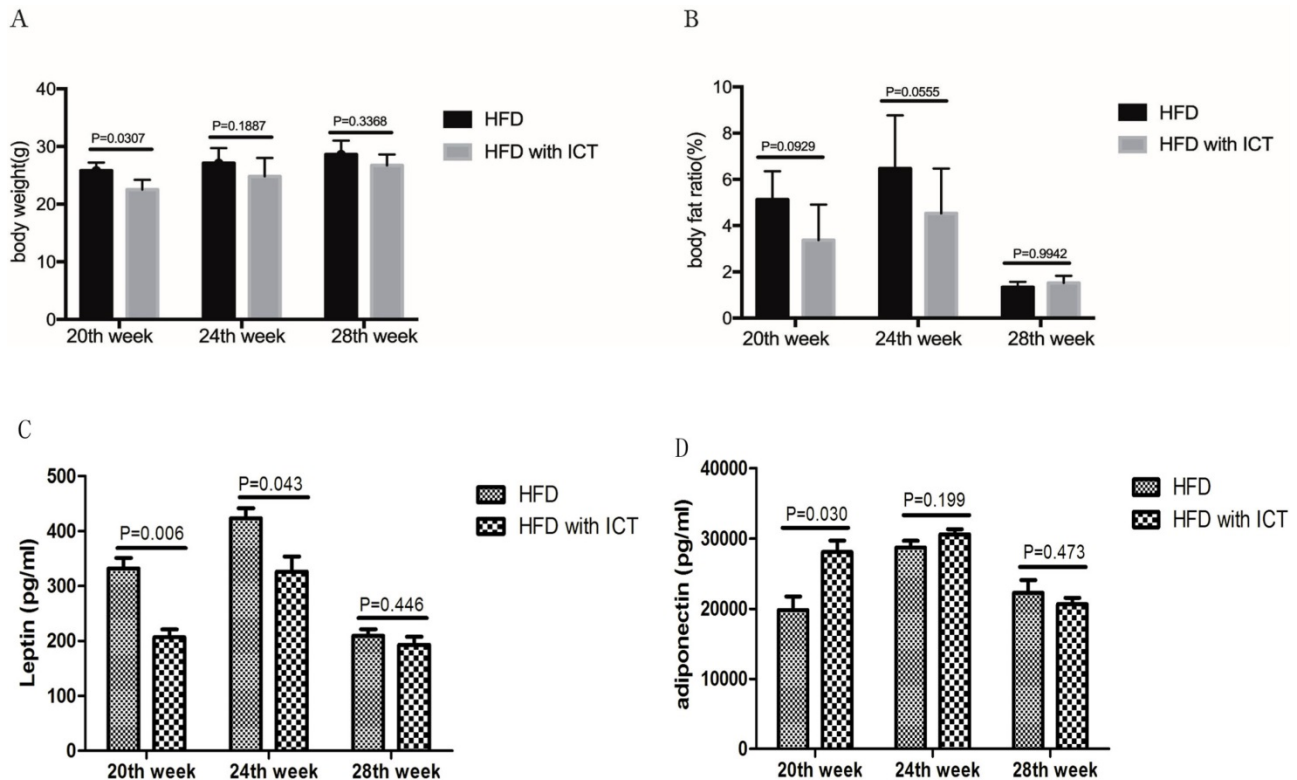 A
body weight(g)
40
30
20
10
0
P=0.0307
P=0.1887
P=0.3368
20th week
24th week
28th week
HFD
HFD with ICT
B
body fat ratio(%)
10
8
6
4
2
0
P=0.0929
P=0.0555
P=0.9942
20th week
24th week
28th week
HFD
HFD with ICT
C
Leptin (pg/ml)
500
400
300
200
100
0
P=0.006
P=0.043
P=0.446
20th week
24th week
28th week
HFD
HFD with ICT
D
adiponectin (pg/ml)
40000
30000
20000
10000
0
P=0.030
P=0.199
P=0.473
20th week
24th week
28th week
HFD
HFD with ICT